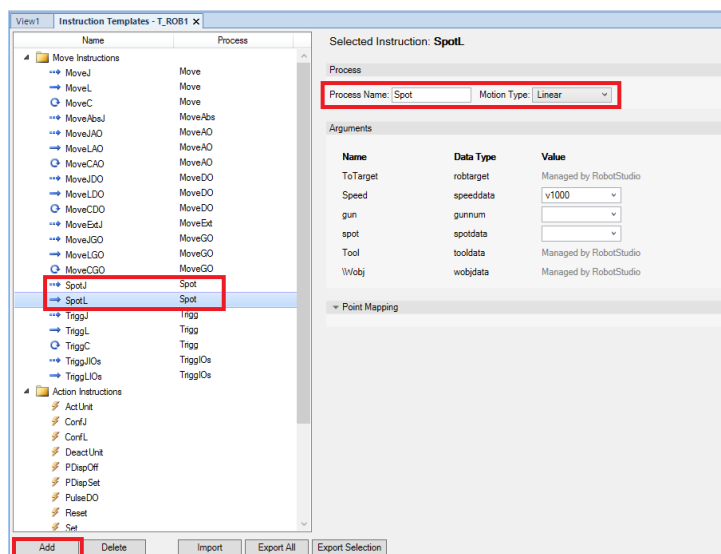 View1 Instruction Templates - T_ROB1 X
Name Process
Move Instructions
MoveJ Move
MoveL Move
MoveC Move
MoveAbsJ MoveAbs
MoveJAO MoveAO
MoveLAO MoveAO
MoveCAO MoveAO
MoveJDO MoveDO
MoveLDO MoveDO
MoveCDO MoveDO
MoveExtJ MoveExt
MoveJGO MoveGO
MoveLGO MoveGO
MoveCGO MoveGO
SpotJ Spot
SpotL Spot
TriggJ Trigg
TriggL Trigg
TriggC Trigg
TriggJIOs TriggIOs
TriggLIOs TriggIOs
Action Instructions
ActUnit
ConfJ
ConfL
DeactUnit
PDispOff
PDispSet
PulseDO
Reset
Set
Add Delete Import Export All Export Selection
Selected Instruction: SpotL
Process
Process Name: Spot Motion Type: Linear
Arguments
Name Data Type Value
ToTarget robtarget Managed by RobotStudio
Speed speeddata v1000
gun gunnum
spot spotdata
Tool tooldata Managed by RobotStudio
\Wobj wobjdata Managed by RobotStudio
Point Mapping